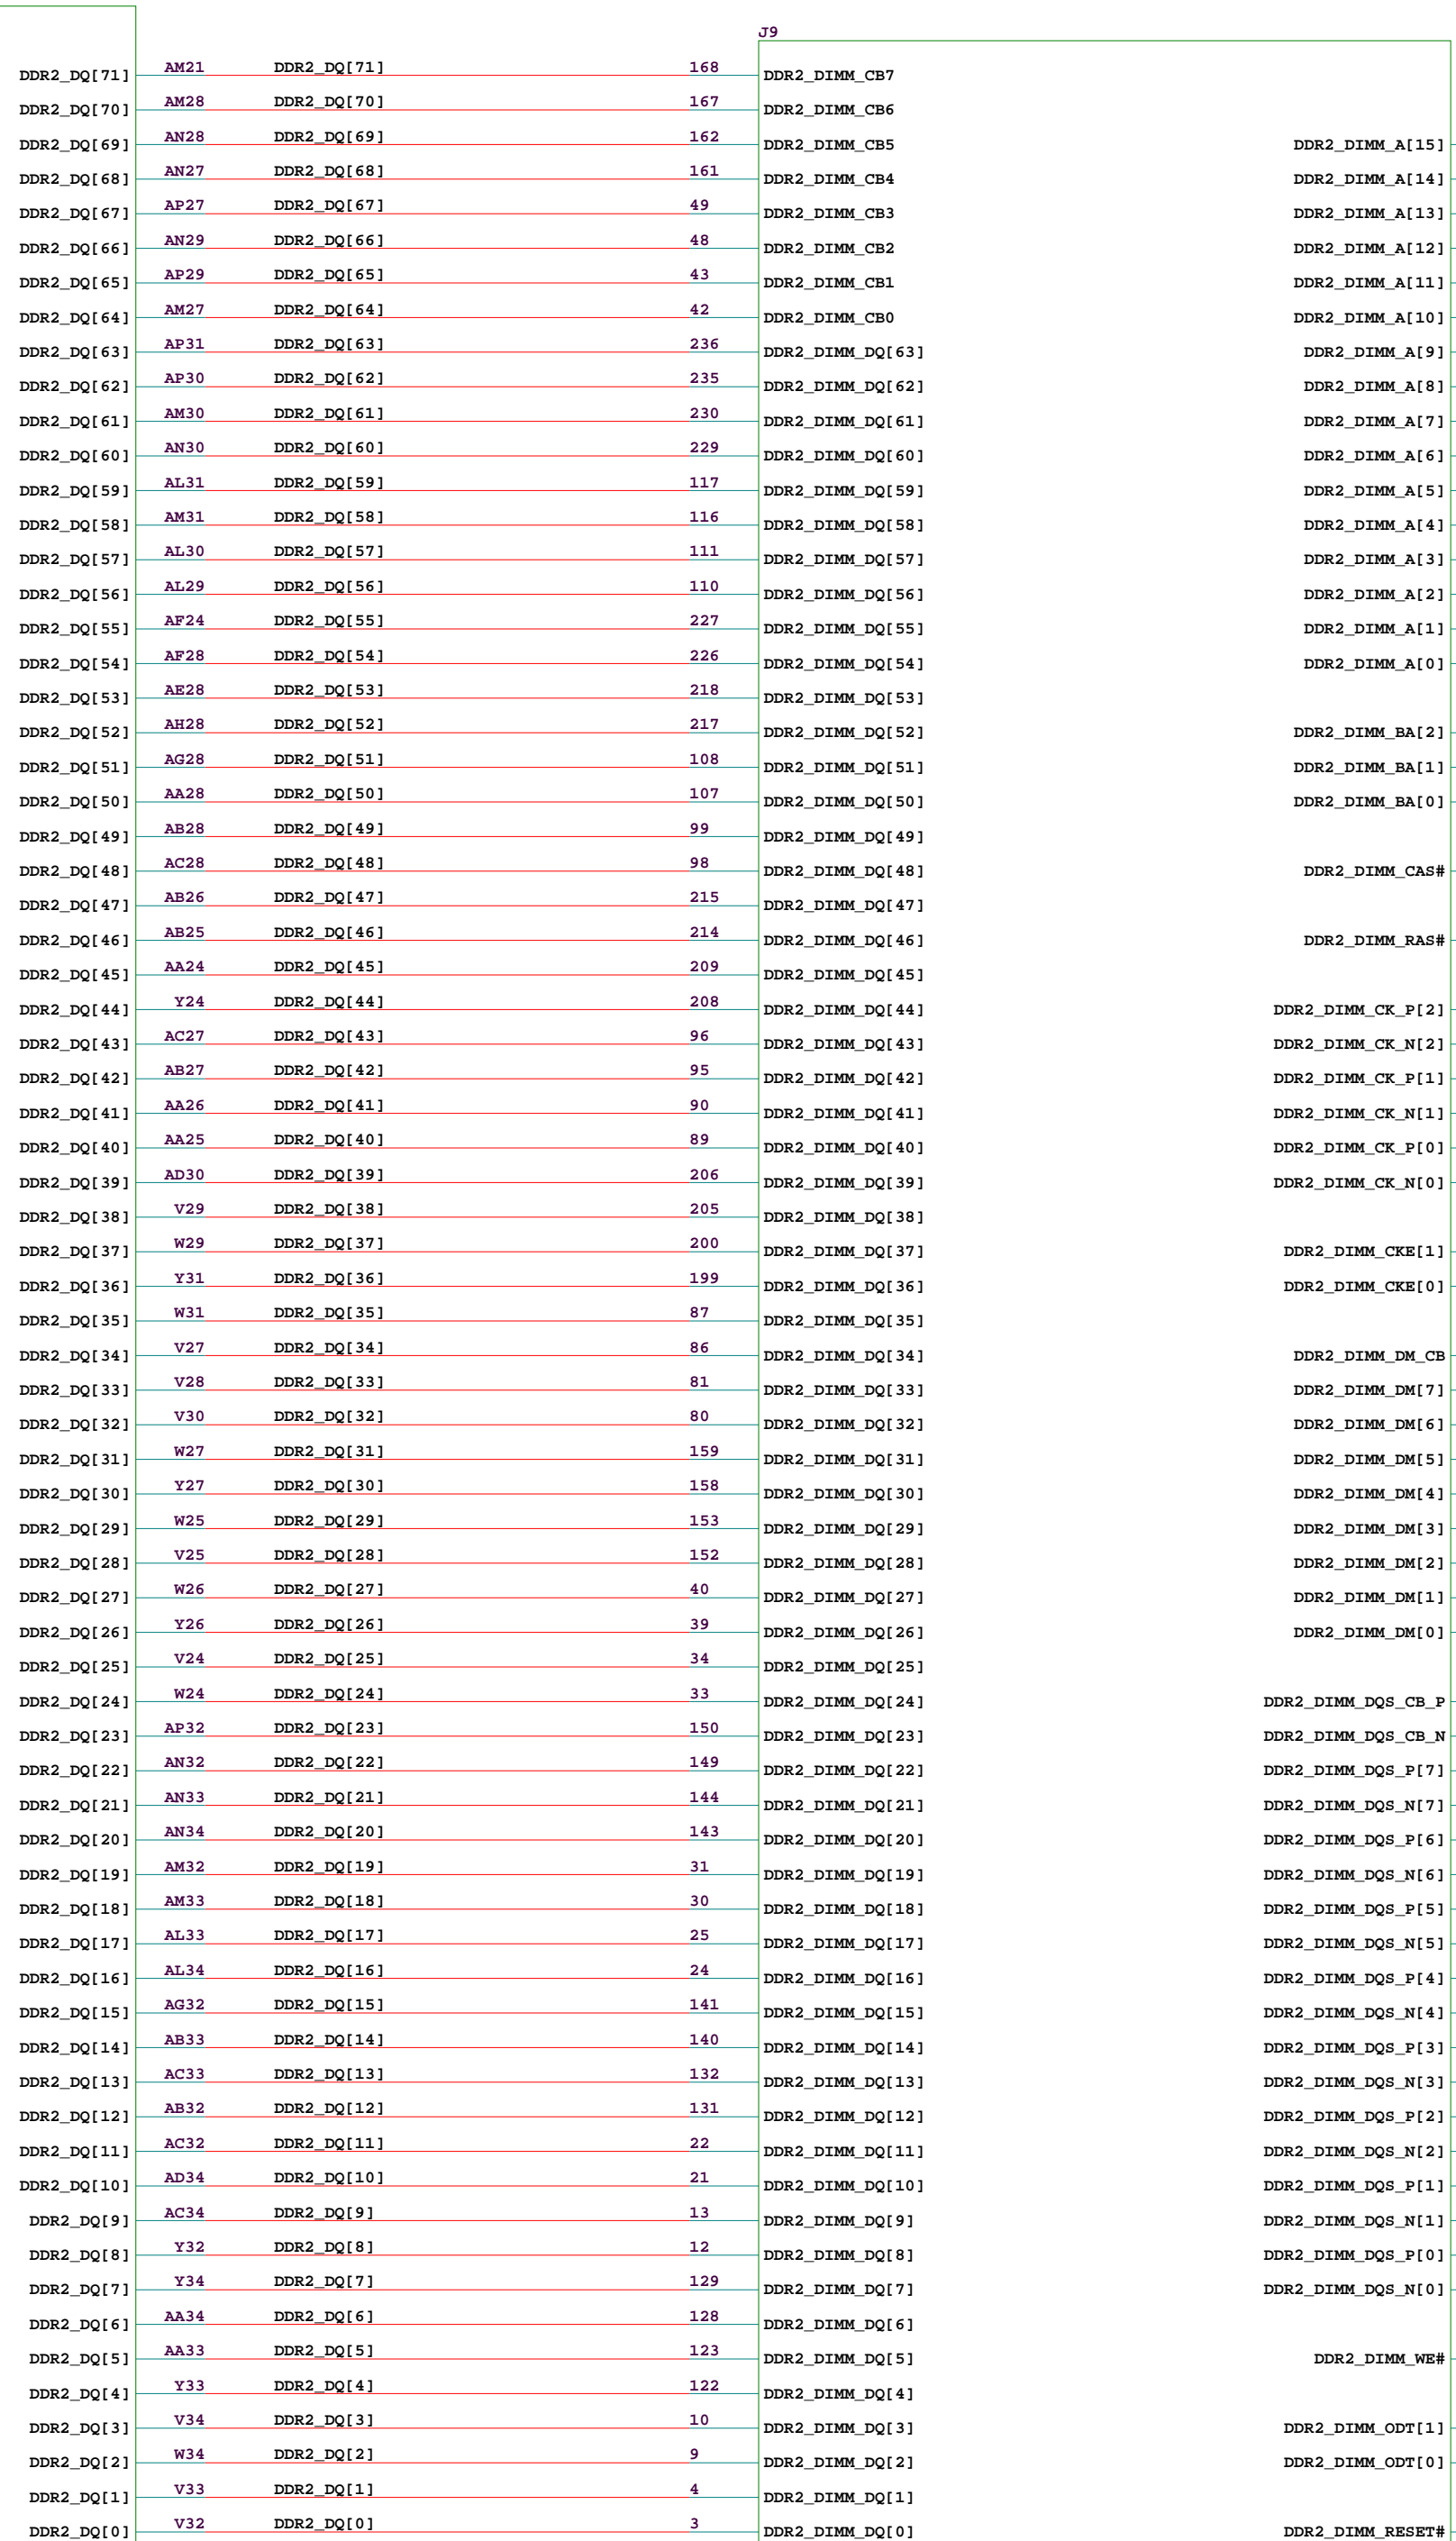 J9
DDR2_DQ[71] AM21 DDR2_DQ[71] 168 DDR2_DIMM_CB7
DDR2_DQ[70] AM28 DDR2_DQ[70] 167 DDR2_DIMM_CB6
DDR2_DQ[69] AN28 DDR2_DQ[69] 162 DDR2_DIMM_CB5 DDR2_DIMM_A[15]
DDR2_DQ[68] AN27 DDR2_DQ[68] 161 DDR2_DIMM_CB4 DDR2_DIMM_A[14]
DDR2_DQ[67] AP27 DDR2_DQ[67] 49 DDR2_DIMM_CB3 DDR2_DIMM_A[13]
DDR2_DQ[66] AN29 DDR2_DQ[66] 48 DDR2_DIMM_CB2 DDR2_DIMM_A[12]
DDR2_DQ[65] AP29 DDR2_DQ[65] 43 DDR2_DIMM_CB1 DDR2_DIMM_A[11]
DDR2_DQ[64] AM27 DDR2_DQ[64] 42 DDR2_DIMM_CB0 DDR2_DIMM_A[10]
DDR2_DQ[63] AP31 DDR2_DQ[63] 236 DDR2_DIMM_DQ[63] DDR2_DIMM_A[9]
DDR2_DQ[62] AP30 DDR2_DQ[62] 235 DDR2_DIMM_DQ[62] DDR2_DIMM_A[8]
DDR2_DQ[61] AM30 DDR2_DQ[61] 230 DDR2_DIMM_DQ[61] DDR2_DIMM_A[7]
DDR2_DQ[60] AN30 DDR2_DQ[60] 229 DDR2_DIMM_DQ[60] DDR2_DIMM_A[6]
DDR2_DQ[59] AL31 DDR2_DQ[59] 117 DDR2_DIMM_DQ[59] DDR2_DIMM_A[5]
DDR2_DQ[58] AM31 DDR2_DQ[58] 116 DDR2_DIMM_DQ[58] DDR2_DIMM_A[4]
DDR2_DQ[57] AL30 DDR2_DQ[57] 111 DDR2_DIMM_DQ[57] DDR2_DIMM_A[3]
DDR2_DQ[56] AL29 DDR2_DQ[56] 110 DDR2_DIMM_DQ[56] DDR2_DIMM_A[2]
DDR2_DQ[55] AF24 DDR2_DQ[55] 227 DDR2_DIMM_DQ[55] DDR2_DIMM_A[1]
DDR2_DQ[54] AF28 DDR2_DQ[54] 226 DDR2_DIMM_DQ[54] DDR2_DIMM_A[0]
DDR2_DQ[53] AE28 DDR2_DQ[53] 218 DDR2_DIMM_DQ[53]
DDR2_DQ[52] AH28 DDR2_DQ[52] 217 DDR2_DIMM_DQ[52] DDR2_DIMM_BA[2]
DDR2_DQ[51] AG28 DDR2_DQ[51] 108 DDR2_DIMM_DQ[51] DDR2_DIMM_BA[1]
DDR2_DQ[50] AA28 DDR2_DQ[50] 107 DDR2_DIMM_DQ[50] DDR2_DIMM_BA[0]
DDR2_DQ[49] AB28 DDR2_DQ[49] 99 DDR2_DIMM_DQ[49]
DDR2_DQ[48] AC28 DDR2_DQ[48] 98 DDR2_DIMM_DQ[48] DDR2_DIMM_CAS#
DDR2_DQ[47] AB26 DDR2_DQ[47] 215 DDR2_DIMM_DQ[47]
DDR2_DQ[46] AB25 DDR2_DQ[46] 214 DDR2_DIMM_DQ[46] DDR2_DIMM_RAS#
DDR2_DQ[45] AA24 DDR2_DQ[45] 209 DDR2_DIMM_DQ[45]
DDR2_DQ[44] Y24 DDR2_DQ[44] 208 DDR2_DIMM_DQ[44] DDR2_DIMM_CK_P[2]
DDR2_DQ[43] AC27 DDR2_DQ[43] 96 DDR2_DIMM_DQ[43] DDR2_DIMM_CK_N[2]
DDR2_DQ[42] AB27 DDR2_DQ[42] 95 DDR2_DIMM_DQ[42] DDR2_DIMM_CK_P[1]
DDR2_DQ[41] AA26 DDR2_DQ[41] 90 DDR2_DIMM_DQ[41] DDR2_DIMM_CK_N[1]
DDR2_DQ[40] AA25 DDR2_DQ[40] 89 DDR2_DIMM_DQ[40] DDR2_DIMM_CK_P[0]
DDR2_DQ[39] AD30 DDR2_DQ[39] 206 DDR2_DIMM_DQ[39] DDR2_DIMM_CK_N[0]
DDR2_DQ[38] V29 DDR2_DQ[38] 205 DDR2_DIMM_DQ[38]
DDR2_DQ[37] W29 DDR2_DQ[37] 200 DDR2_DIMM_DQ[37] DDR2_DIMM_CKE[1]
DDR2_DQ[36] Y31 DDR2_DQ[36] 199 DDR2_DIMM_DQ[36] DDR2_DIMM_CKE[0]
DDR2_DQ[35] W31 DDR2_DQ[35] 87 DDR2_DIMM_DQ[35]
DDR2_DQ[34] V27 DDR2_DQ[34] 86 DDR2_DIMM_DQ[34] DDR2_DIMM_DM_CB
DDR2_DQ[33] V28 DDR2_DQ[33] 81 DDR2_DIMM_DQ[33] DDR2_DIMM_DM[7]
DDR2_DQ[32] V30 DDR2_DQ[32] 80 DDR2_DIMM_DQ[32] DDR2_DIMM_DM[6]
DDR2_DQ[31] W27 DDR2_DQ[31] 159 DDR2_DIMM_DQ[31] DDR2_DIMM_DM[5]
DDR2_DQ[30] Y27 DDR2_DQ[30] 158 DDR2_DIMM_DQ[30] DDR2_DIMM_DM[4]
DDR2_DQ[29] W25 DDR2_DQ[29] 153 DDR2_DIMM_DQ[29] DDR2_DIMM_DM[3]
DDR2_DQ[28] V25 DDR2_DQ[28] 152 DDR2_DIMM_DQ[28] DDR2_DIMM_DM[2]
DDR2_DQ[27] W26 DDR2_DQ[27] 40 DDR2_DIMM_DQ[27] DDR2_DIMM_DM[1]
DDR2_DQ[26] Y26 DDR2_DQ[26] 39 DDR2_DIMM_DQ[26] DDR2_DIMM_DM[0]
DDR2_DQ[25] V24 DDR2_DQ[25] 34 DDR2_DIMM_DQ[25]
DDR2_DQ[24] W24 DDR2_DQ[24] 33 DDR2_DIMM_DQ[24] DDR2_DIMM_DQS_CB_P
DDR2_DQ[23] AP32 DDR2_DQ[23] 150 DDR2_DIMM_DQ[23] DDR2_DIMM_DQS_CB_N
DDR2_DQ[22] AN32 DDR2_DQ[22] 149 DDR2_DIMM_DQ[22] DDR2_DIMM_DQS_P[7]
DDR2_DQ[21] AN33 DDR2_DQ[21] 144 DDR2_DIMM_DQ[21] DDR2_DIMM_DQS_N[7]
DDR2_DQ[20] AN34 DDR2_DQ[20] 143 DDR2_DIMM_DQ[20] DDR2_DIMM_DQS_P[6]
DDR2_DQ[19] AM32 DDR2_DQ[19] 31 DDR2_DIMM_DQ[19] DDR2_DIMM_DQS_N[6]
DDR2_DQ[18] AM33 DDR2_DQ[18] 30 DDR2_DIMM_DQ[18] DDR2_DIMM_DQS_P[5]
DDR2_DQ[17] AL33 DDR2_DQ[17] 25 DDR2_DIMM_DQ[17] DDR2_DIMM_DQS_N[5]
DDR2_DQ[16] AL34 DDR2_DQ[16] 24 DDR2_DIMM_DQ[16] DDR2_DIMM_DQS_P[4]
DDR2_DQ[15] AG32 DDR2_DQ[15] 141 DDR2_DIMM_DQ[15] DDR2_DIMM_DQS_N[4]
DDR2_DQ[14] AB33 DDR2_DQ[14] 140 DDR2_DIMM_DQ[14] DDR2_DIMM_DQS_P[3]
DDR2_DQ[13] AC33 DDR2_DQ[13] 132 DDR2_DIMM_DQ[13] DDR2_DIMM_DQS_N[3]
DDR2_DQ[12] AB32 DDR2_DQ[12] 131 DDR2_DIMM_DQ[12] DDR2_DIMM_DQS_P[2]
DDR2_DQ[11] AC32 DDR2_DQ[11] 22 DDR2_DIMM_DQ[11] DDR2_DIMM_DQS_N[2]
DDR2_DQ[10] AD34 DDR2_DQ[10] 21 DDR2_DIMM_DQ[10] DDR2_DIMM_DQS_P[1]
DDR2_DQ[9] AC34 DDR2_DQ[9] 13 DDR2_DIMM_DQ[9] DDR2_DIMM_DQS_N[1]
DDR2_DQ[8] Y32 DDR2_DQ[8] 12 DDR2_DIMM_DQ[8] DDR2_DIMM_DQS_P[0]
DDR2_DQ[7] Y34 DDR2_DQ[7] 129 DDR2_DIMM_DQ[7] DDR2_DIMM_DQS_N[0]
DDR2_DQ[6] AA34 DDR2_DQ[6] 128 DDR2_DIMM_DQ[6]
DDR2_DQ[5] AA33 DDR2_DQ[5] 123 DDR2_DIMM_DQ[5] DDR2_DIMM_WE#
DDR2_DQ[4] Y33 DDR2_DQ[4] 122 DDR2_DIMM_DQ[4]
DDR2_DQ[3] V34 DDR2_DQ[3] 10 DDR2_DIMM_DQ[3] DDR2_DIMM_ODT[1]
DDR2_DQ[2] W34 DDR2_DQ[2] 9 DDR2_DIMM_DQ[2] DDR2_DIMM_ODT[0]
DDR2_DQ[1] V33 DDR2_DQ[1] 4 DDR2_DIMM_DQ[1]
DDR2_DQ[0] V32 DDR2_DQ[0] 3 DDR2_DIMM_DQ[0] DDR2_DIMM_RESET#